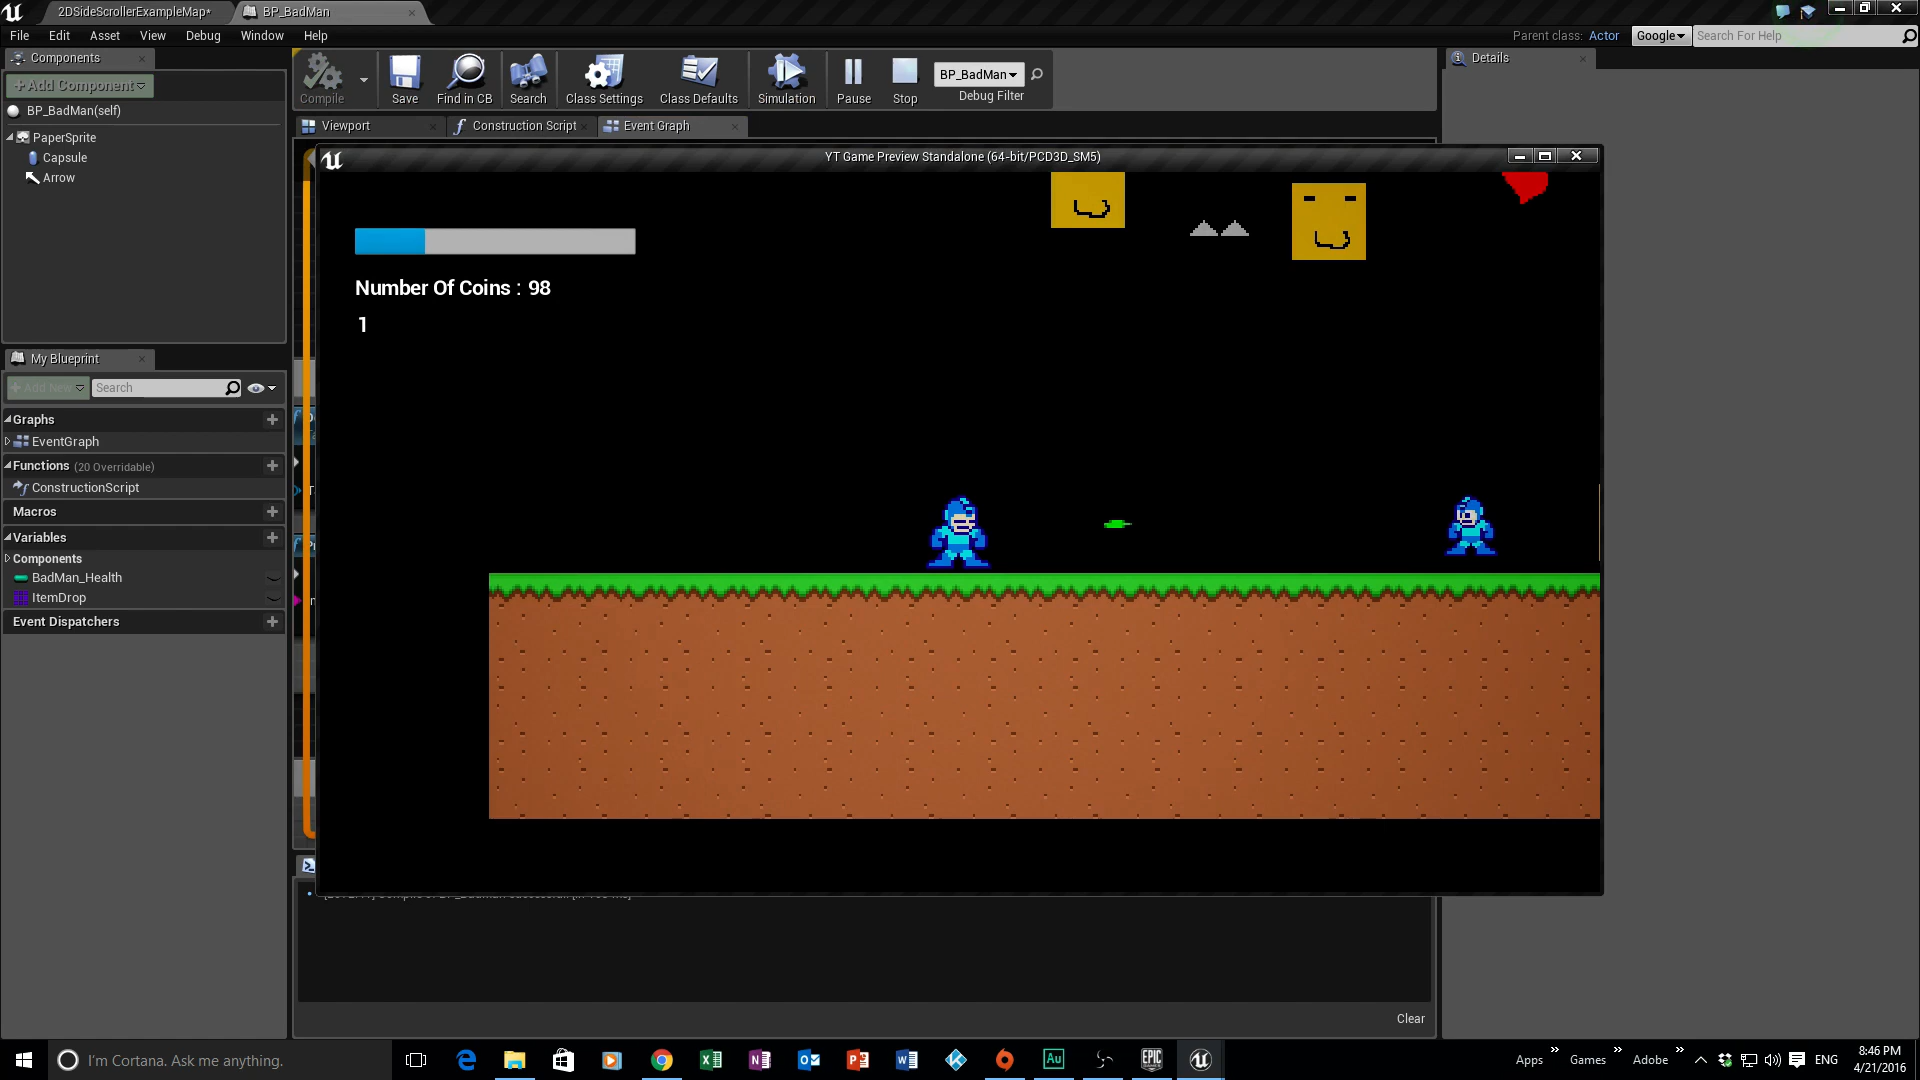 2DSideScrollerExampleMap*
BP_BadMan
File Edit Asset View Debug Window Help
Parent class: Actor
Google
Search For Help
Components
+Add Component
BP_BadMan(self)
PaperSprite
Capsule
Arrow
Compile
Save
Find in CB
Search
Class Settings
Class Defaults
Simulation
Pause
Stop
BP_BadMan
Debug Filter
Details
Viewport
Construction Script
Event Graph
YT Game Preview Standalone (64-bit/PCD3D_SM5)
Number Of Coins : 98
1
My Blueprint
+ Add New
Search
Graphs
EventGraph
Functions (20 Overridable)
ConstructionScript
Macros
Variables
Components
BadMan_Health
ItemDrop
Event Dispatchers
Clear
I'm Cortana. Ask me anything.
Au
EPIC
Apps
Games
Adobe
ENG
8:46 PM
4/21/2016